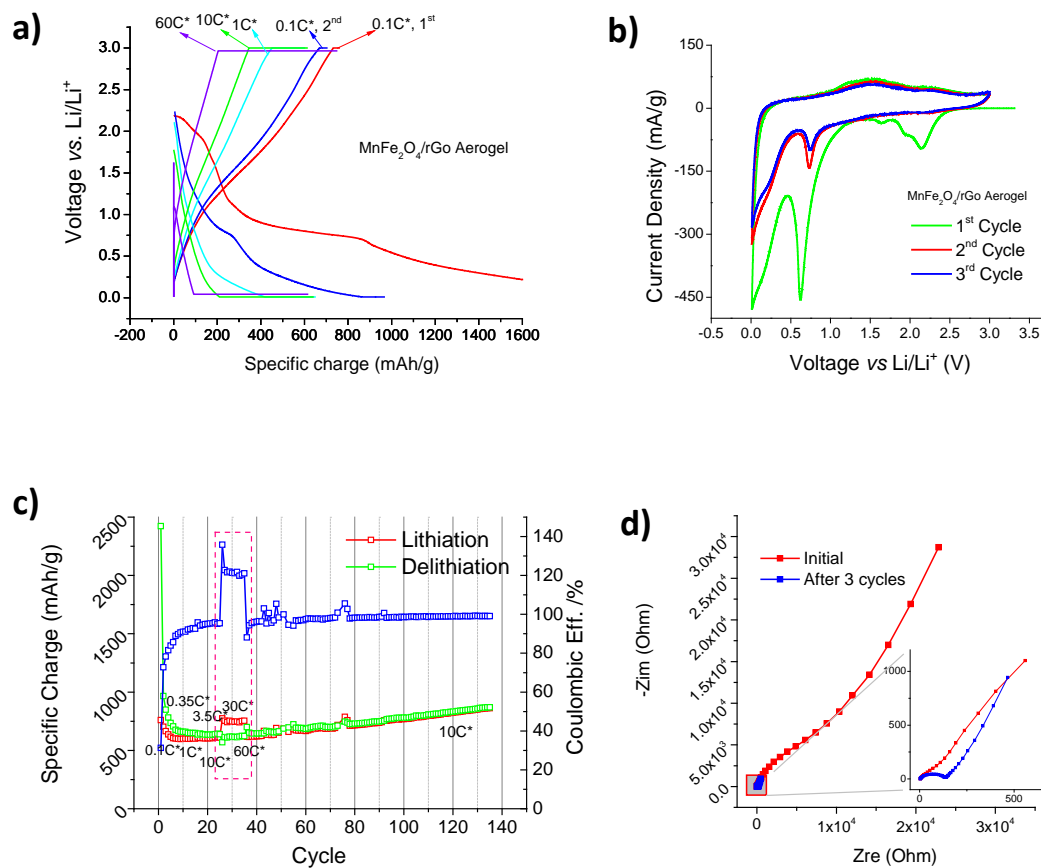 a)
60C*
10C*
1C*
0.1C*, 2nd
0.1C*, 1st
3.0
2.5
2.0
1.5
1.0
0.5
0.0
Voltage vs. Li/Li+
MnFe2O4/rGo Aerogel
-200 0 200 400 600 800 1000 1200 1400 1600
Specific charge (mAh/g)
b)
150
0
-150
-300
-450
Current Density (mA/g)
MnFe2O4/rGo Aerogel
1st Cycle
2nd Cycle
3rd Cycle
-0.5 0.0 0.5 1.0 1.5 2.0 2.5 3.0 3.5
Voltage vs Li/Li+ (V)
c)
2500
2000
1500
1000
500
0
Specific Charge (mAh/g)
Lithiation
Delithiation
140
120
100
80
60
40
20
0
Coulombic Eff. /%
0.1C*
0.35C*
1C*
3.5C*
10C*
30C*
60C*
10C*
0 20 40 60 80 100 120 140
Cycle
d)
3.0x10^4
2.5x10^4
2.0x10^4
1.5x10^4
1.0x10^4
5.0x10^3
0.0
-Zim (Ohm)
Initial
After 3 cycles
1000
500
0
0 500
0 1x10^4 2x10^4 3x10^4
Zre (Ohm)